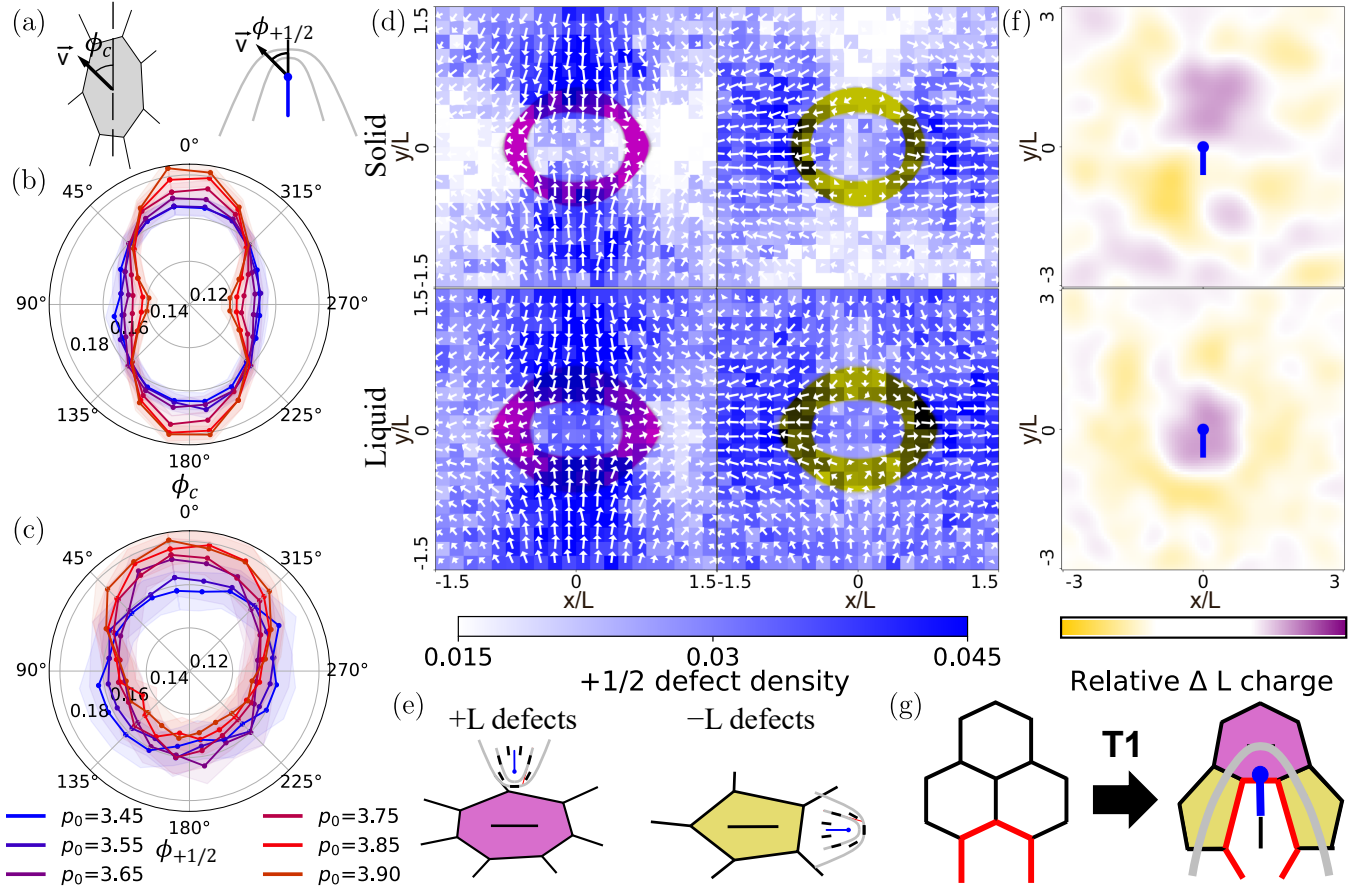 (a)
v
ϕc
v
ϕ+1/2
(b)
0°
45°
315°
90°
270°
0.12
0.14
0.16
0.18
135°
225°
180°
ϕc
(c)
0°
45°
315°
90°
270°
0.12
0.14
0.16
0.18
135°
225°
180°
ϕ+1/2
p0=3.45
p0=3.55
p0=3.65
p0=3.75
p0=3.85
p0=3.90
(d)
Solid
Liquid
1.5
y/L
0
-1.5
1.5
y/L
0
-1.5
y/L
y/L
-1.5
0
1.5
-1.5
0
1.5
x/L
x/L
0.015
0.03
0.045
+1/2 defect density
(e)
+L defects
−L defects
(f)
3
y/L
0
-3
3
y/L
0
-3
-3
0
3
x/L
Relative Δ L charge
(g)
T1